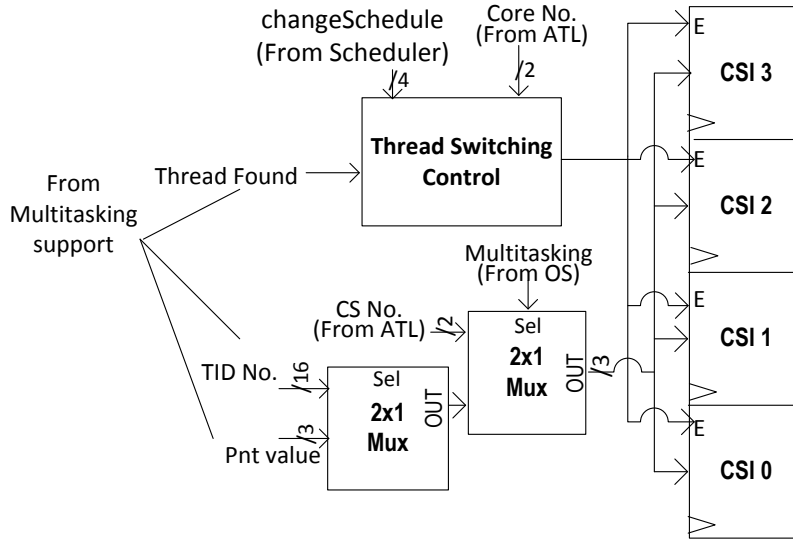 changeSchedule
(From Scheduler)
4
Core No.
(From ATL)
2
E
CSI 3
Thread Switching
Control
Thread Found
From
Multitasking
support
E
CSI 2
Multitasking
(From OS)
CS No.
(From ATL)
2
Sel
2x1
Mux
OUT
3
E
CSI 1
TID No.
16
Sel
2x1
Mux
OUT
3
Pnt value
E
CSI 0